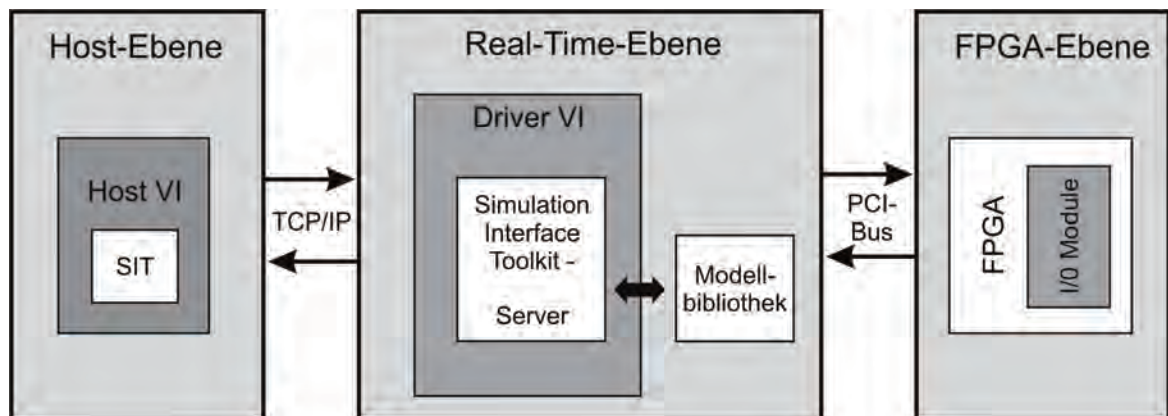 Host-Ebene
Host VI
SIT
TCP/IP
Real-Time-Ebene
Driver VI
Simulation
Interface
Toolkit -
Server
Modell-
bibliothek
PCI-
Bus
FPGA-Ebene
FPGA
I/0 Module